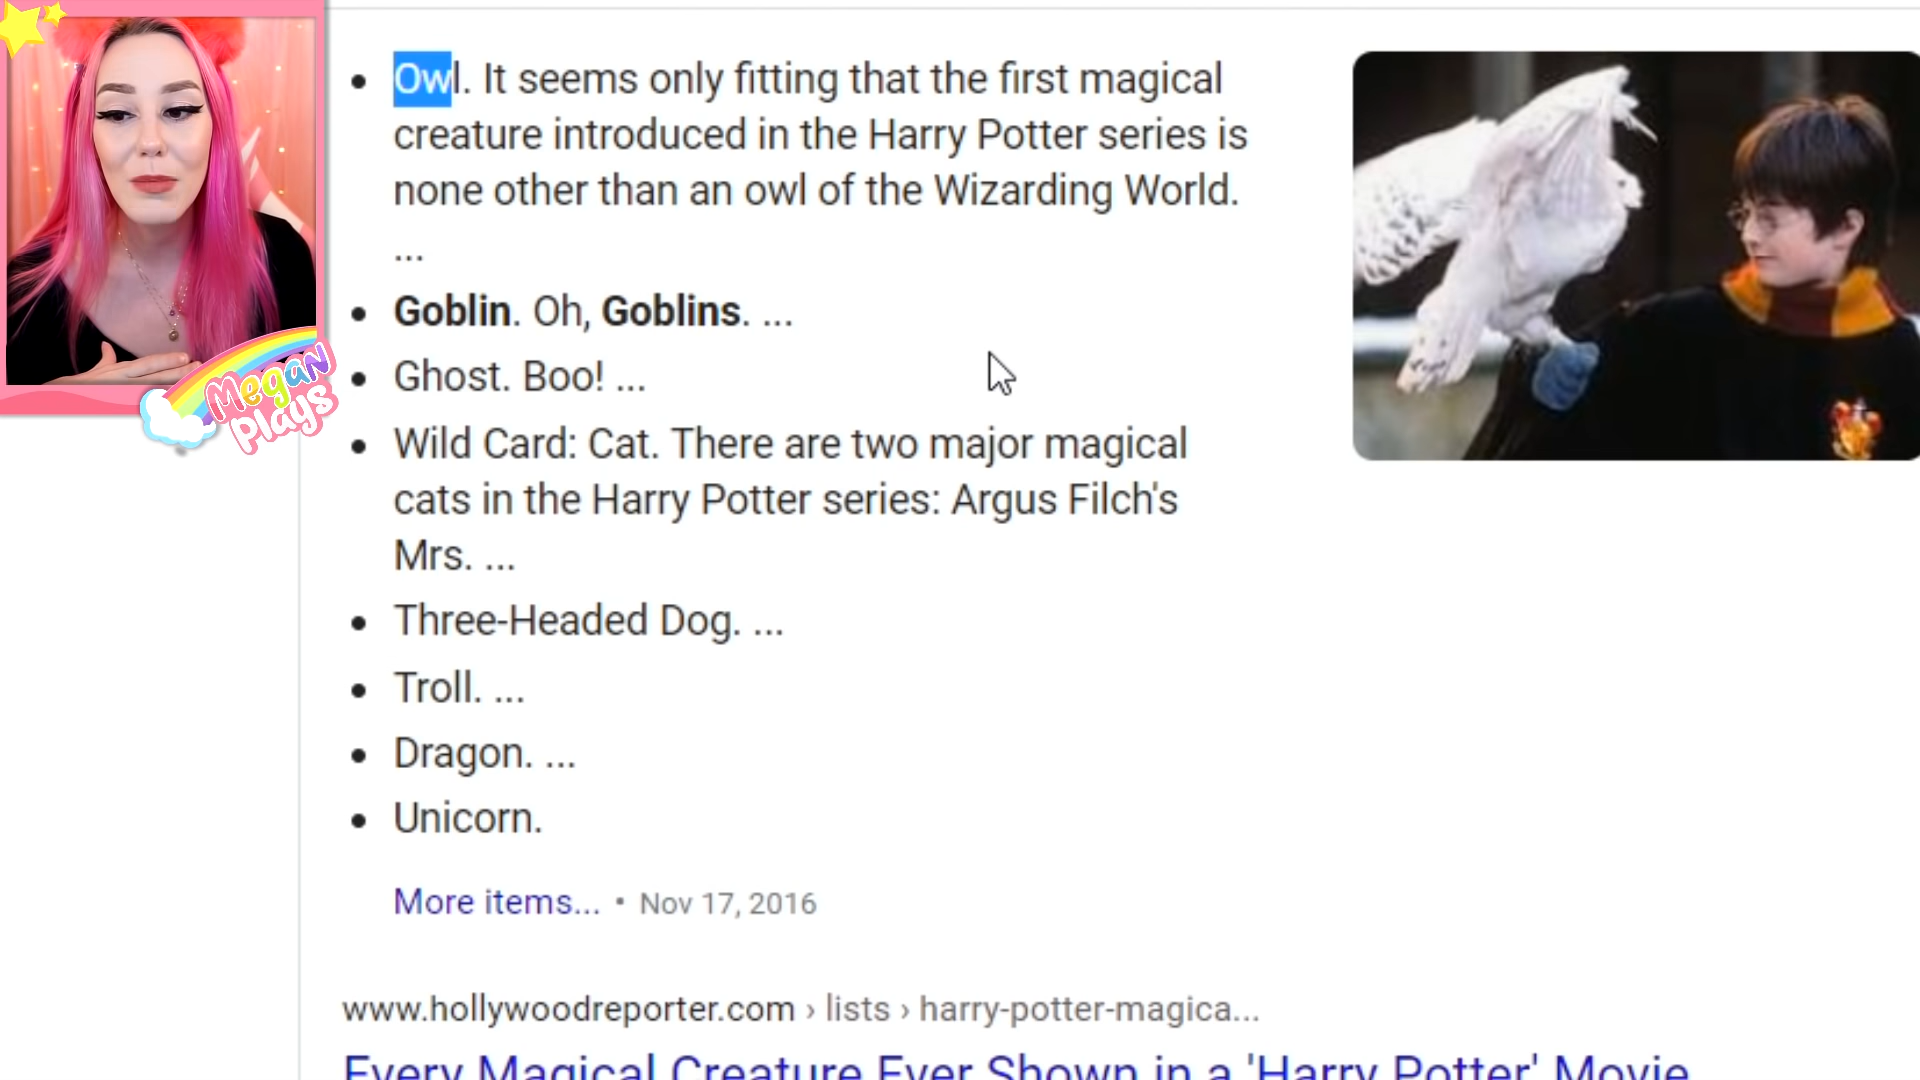 Megan
Plays
Owl. It seems only fitting that the first magical
creature introduced in the Harry Potter series is
none other than an owl of the Wizarding World.
...
Goblin. Oh, Goblins. ...
Ghost. Boo! ...
Wild Card: Cat. There are two major magical
cats in the Harry Potter series: Argus Filch's
Mrs. ...
Three-Headed Dog. ...
Troll. ...
Dragon. ...
Unicorn.
More items... • Nov 17, 2016
www.hollywoodreporter.com › lists › harry-potter-magica...
Every Magical Creature Ever Shown in a 'Harry Potter' Movie